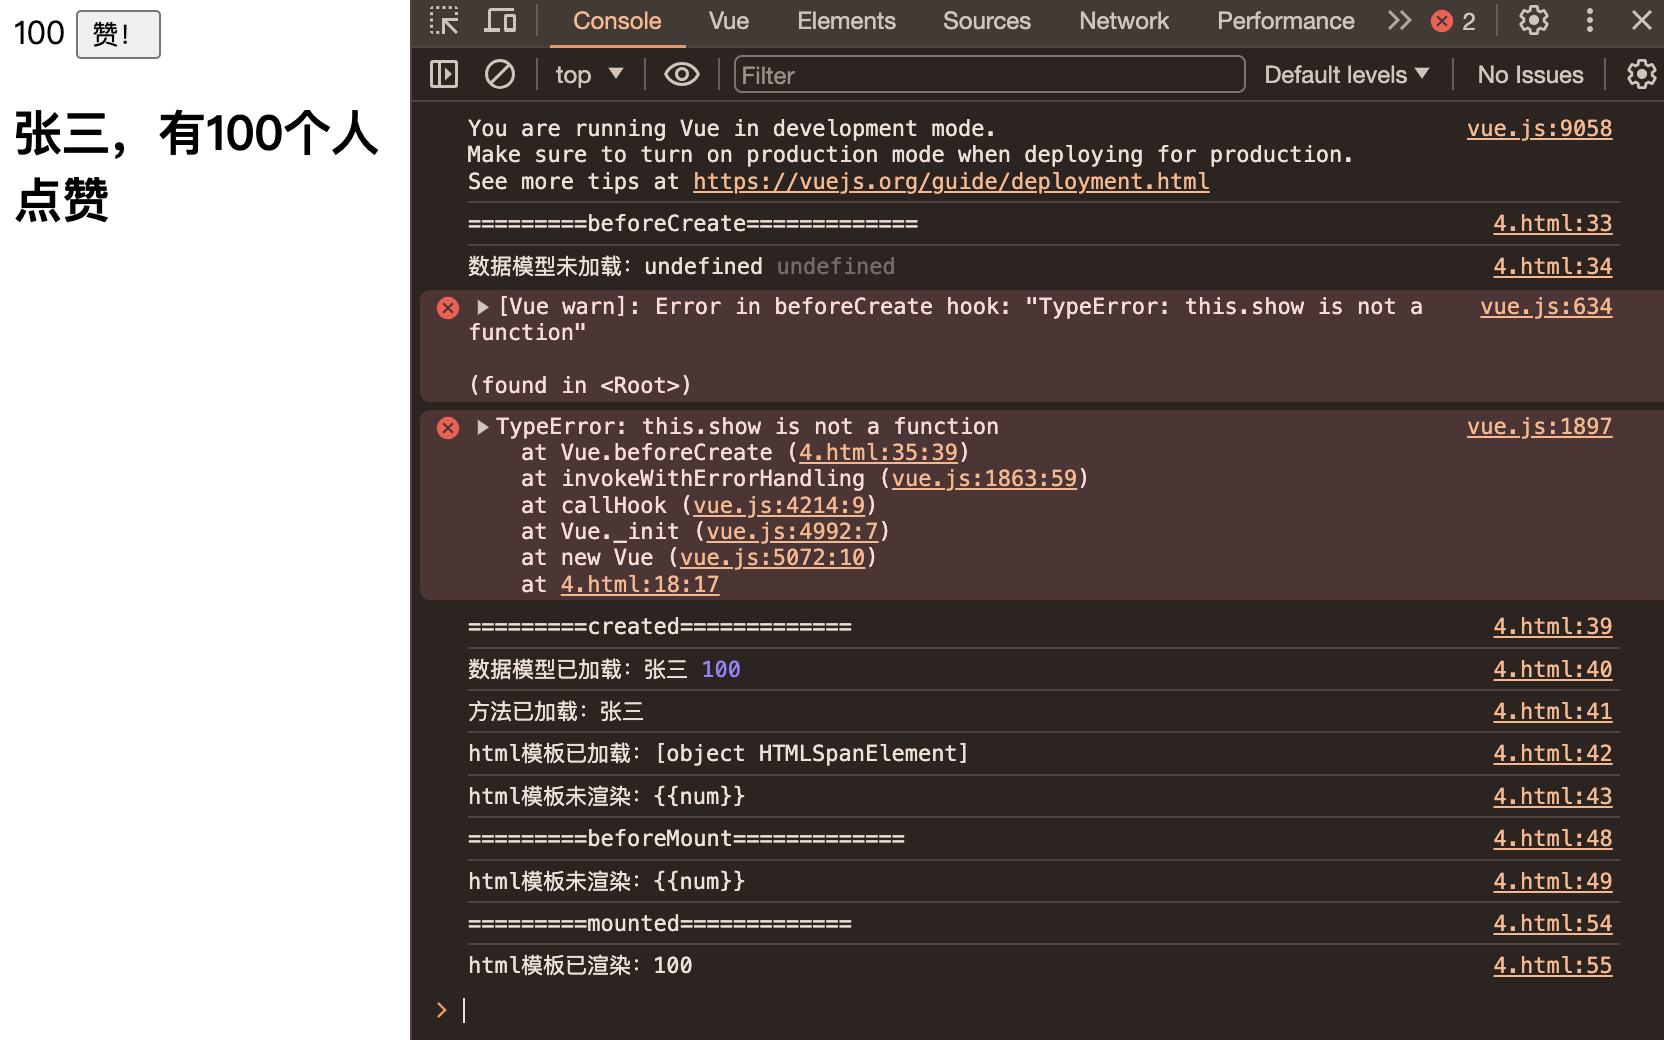 100 赞!
张三，有100个人
点赞
Console Vue Elements Sources Network Performance 2
top Filter Default levels No Issues
You are running Vue in development mode. vue.js:9058
Make sure to turn on production mode when deploying for production.
See more tips at https://vuejs.org/guide/deployment.html
=========beforeCreate============= 4.html:33
数据模型未加载：undefined undefined 4.html:34
[Vue warn]: Error in beforeCreate hook: "TypeError: this.show is not a vue.js:634
function"
(found in <Root>)
TypeError: this.show is not a function vue.js:1897
at Vue.beforeCreate (4.html:35:39)
at invokeWithErrorHandling (vue.js:1863:59)
at callHook (vue.js:4214:9)
at Vue._init (vue.js:4992:7)
at new Vue (vue.js:5072:10)
at 4.html:18:17
=========created============= 4.html:39
数据模型已加载：张三 100 4.html:40
方法已加载：张三 4.html:41
html模板已加载：[object HTMLSpanElement] 4.html:42
html模板未渲染：{{num}} 4.html:43
=========beforeMount============= 4.html:48
html模板未渲染：{{num}} 4.html:49
=========mounted============= 4.html:54
html模板已渲染：100 4.html:55